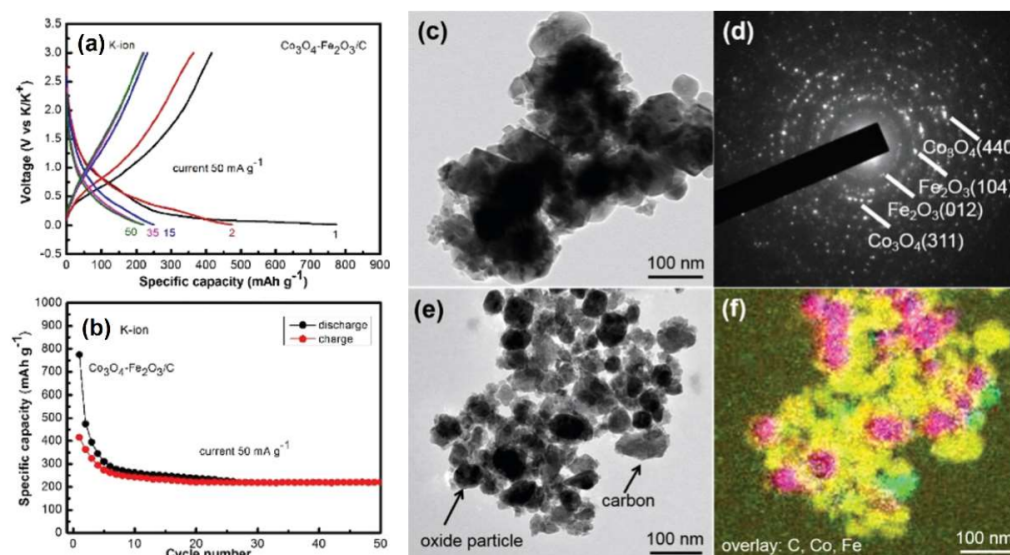 (a)
K-ion
Co₃O₄-Fe₂O₃/C
3.5
3.0
2.5
2.0
1.5
1.0
0.5
0.0
-0.5
Voltage (V vs K/K⁺)
current 50 mA g⁻¹
50 35 15 2 1
0 100 200 300 400 500 600 700 800 900
Specific capacity (mAh g⁻¹)
(b)
K-ion
discharge
charge
Co₃O₄-Fe₂O₃/C
current 50 mA g⁻¹
1000
900
800
700
600
500
400
300
200
100
0
Specific capacity (mAh g⁻¹)
0 10 20 30 40 50
Cycle number
(c)
100 nm
(d)
Co₃O₄(440)
Fe₂O₃(104)
Fe₂O₃(012)
Co₃O₄(311)
(e)
carbon
oxide particle
100 nm
(f)
overlay: C, Co, Fe
100 nm